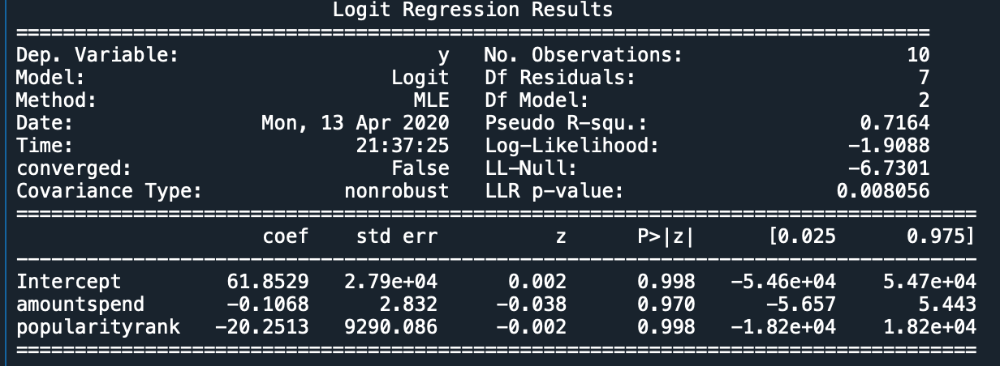 Logit Regression Results
==============================================================================
Dep. Variable:                      y   No. Observations:                   10
Model:                          Logit   Df Residuals:                        7
Method:                           MLE   Df Model:                            2
Date:                Mon, 13 Apr 2020   Pseudo R-squ.:                  0.7164
Time:                        21:37:25   Log-Likelihood:                -1.9088
converged:                      False   LL-Null:                       -6.7301
Covariance Type:            nonrobust   LLR p-value:                  0.008056
==================================================================================
                     coef    std err          z      P>|z|      [0.025      0.975]
----------------------------------------------------------------------------------
Intercept         61.8529   2.79e+04      0.002      0.998   -5.46e+04    5.47e+04
amountspend       -0.1068      2.832     -0.038      0.970      -5.657       5.443
popularityrank   -20.2513   9290.086     -0.002      0.998   -1.82e+04    1.82e+04
==================================================================================